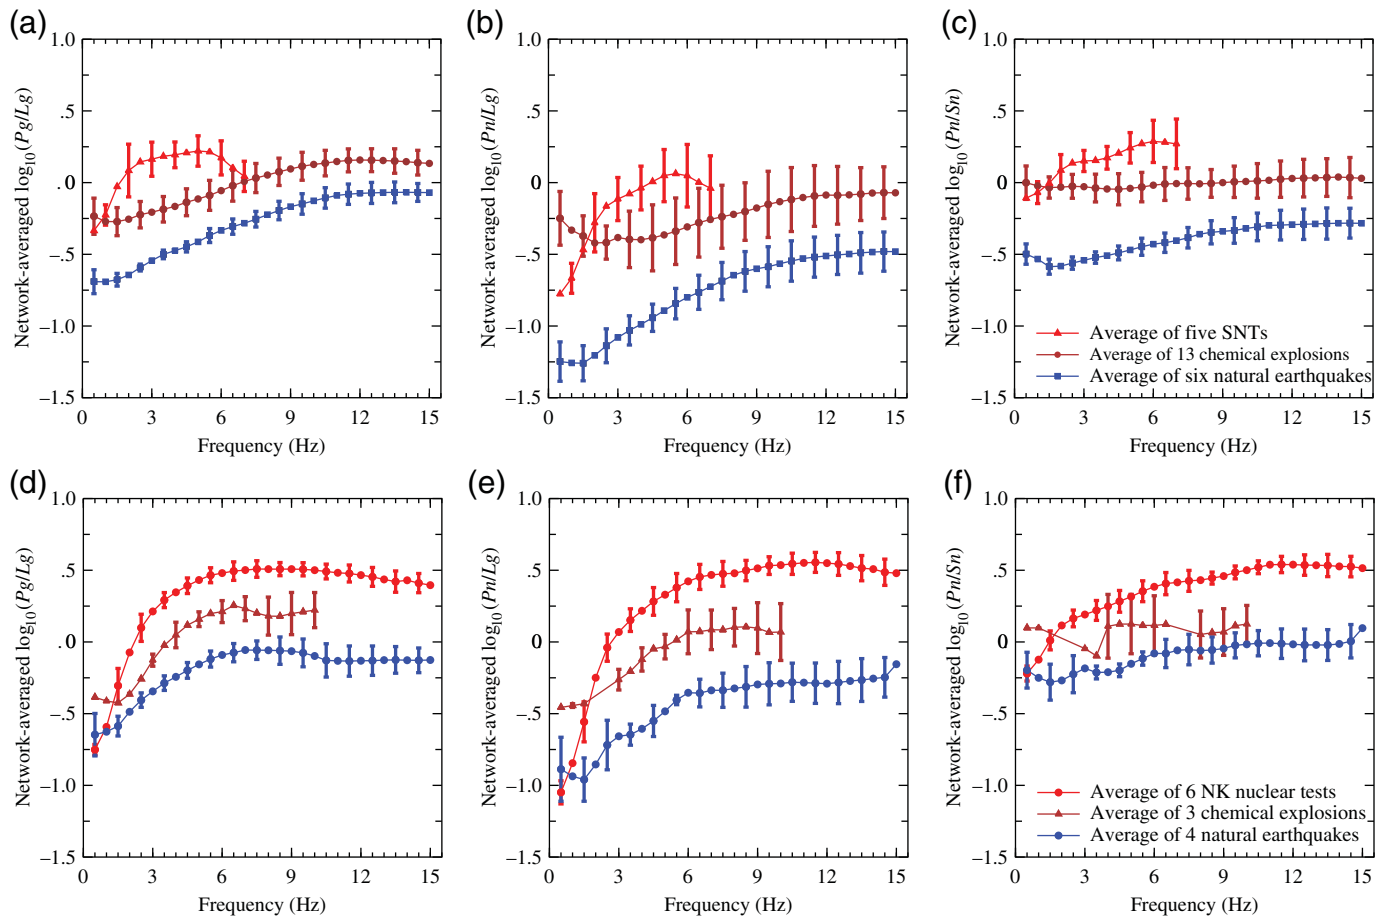 (a)
(b)
(c)
Network-averaged log10(Pg/Lg)
1.0
.5
0
−.5
−1.0
−1.5
0 3 6 9 12 15
Frequency (Hz)
Network-averaged log10(Pn/Lg)
1.0
.5
0
−.5
−1.0
−1.5
0 3 6 9 12 15
Frequency (Hz)
Network-averaged log10(Pn/Sn)
1.0
.5
0
−.5
−1.0
−1.5
Average of five SNTs
Average of 13 chemical explosions
Average of six natural earthquakes
0 3 6 9 12 15
Frequency (Hz)
(d)
(e)
(f)
Network-averaged log10(Pg/Lg)
1.0
.5
0
−.5
−1.0
−1.5
0 3 6 9 12 15
Frequency (Hz)
Network-averaged log10(Pn/Lg)
1.0
.5
0
−.5
−1.0
−1.5
0 3 6 9 12 15
Frequency (Hz)
Network-averaged log10(Pn/Sn)
1.0
.5
0
−.5
−1.0
−1.5
Average of 6 NK nuclear tests
Average of 3 chemical explosions
Average of 4 natural earthquakes
0 3 6 9 12 15
Frequency (Hz)